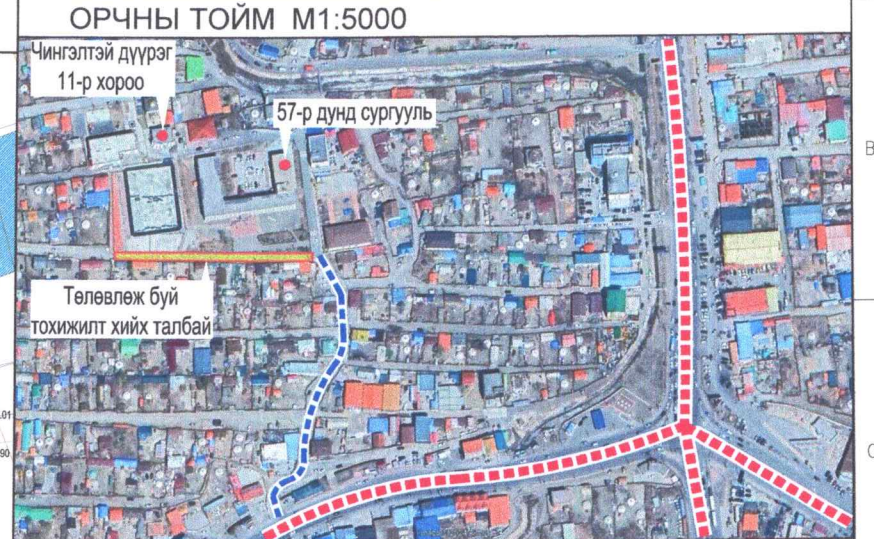 ОРЧНЫ ТОЙМ М1:5000
Чингэлтэй дүүрэг
11-р хороо
57-р дунд сургууль
Төлөвлөж буй
тохижилт хийх талбай
B
C